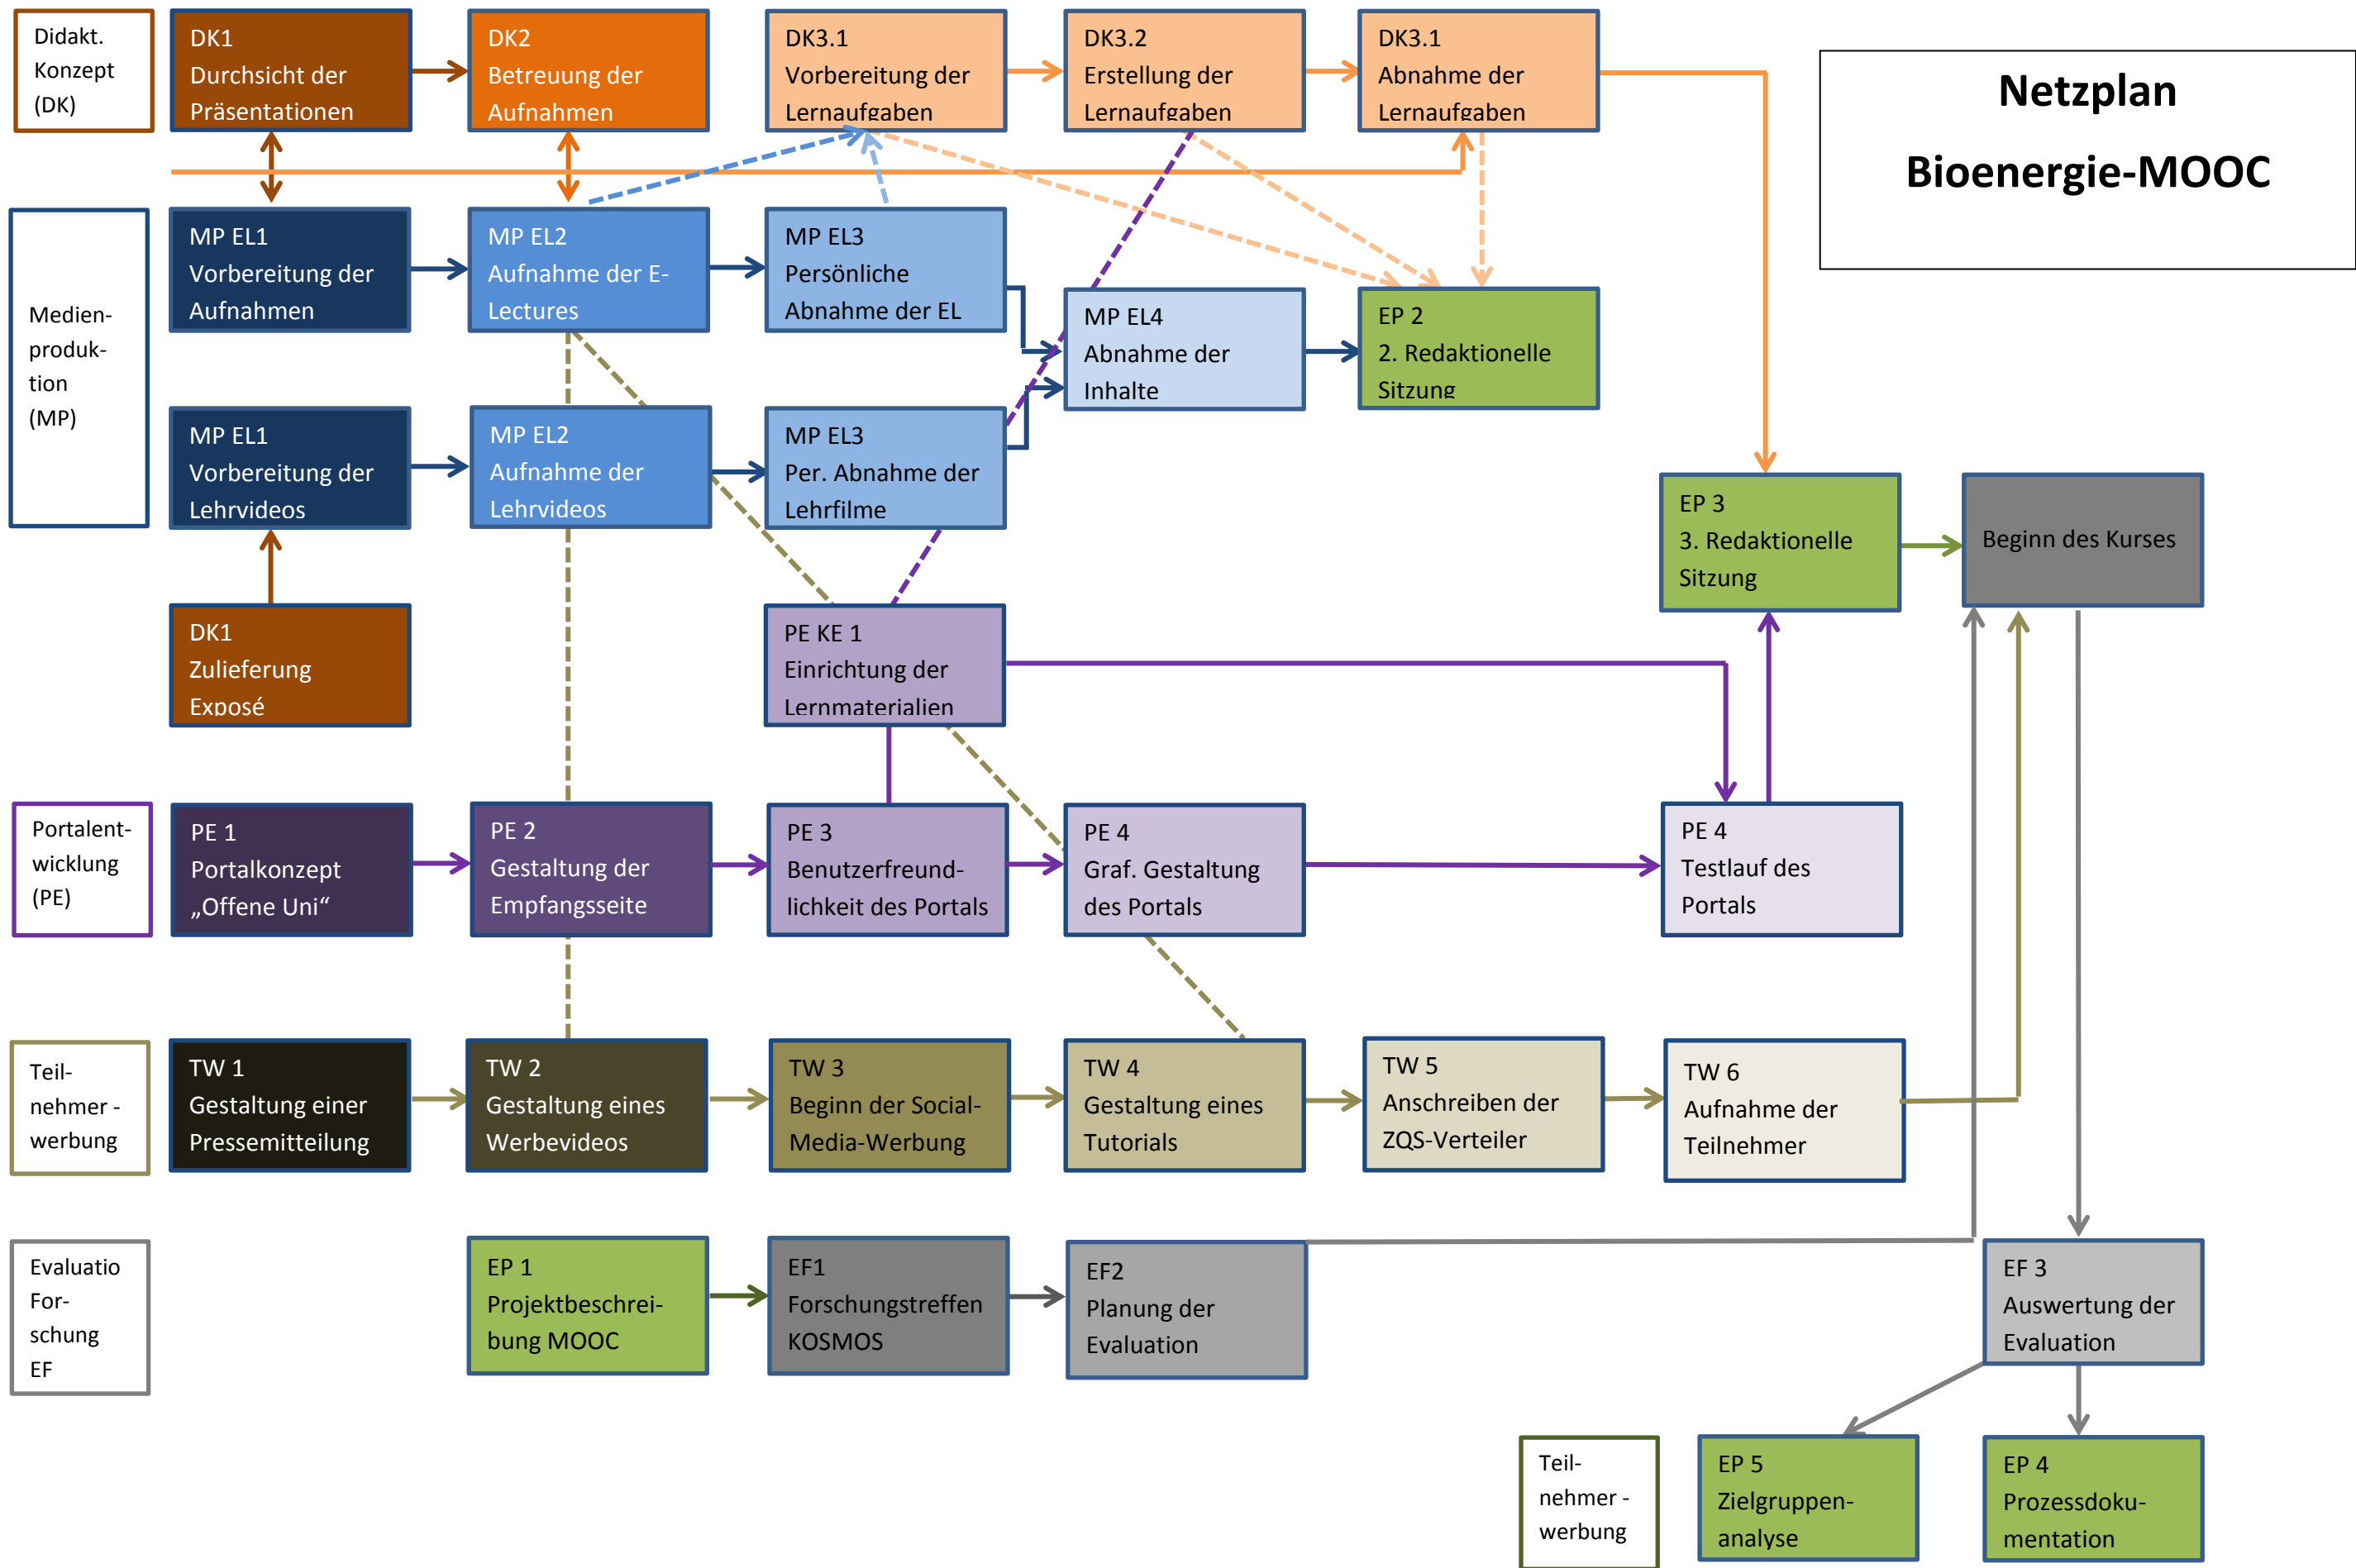 Didakt.
Konzept
(DK)
DK1
Durchsicht der
Präsentationen
DK2
Betreuung der
Aufnahmen
DK3.1
Vorbereitung der
Lernaufgaben
DK3.2
Erstellung der
Lernaufgaben
DK3.1
Abnahme der
Lernaufgaben
Netzplan
Bioenergie-MOOC
Medien-
produk-
tion
(MP)
MP EL1
Vorbereitung der
Aufnahmen
MP EL2
Aufnahme der E-
Lectures
MP EL3
Persönliche
Abnahme der EL
MP EL4
Abnahme der
Inhalte
EP 2
2. Redaktionelle
Sitzung
MP EL1
Vorbereitung der
Lehrvideos
MP EL2
Aufnahme der
Lehrvideos
MP EL3
Per. Abnahme der
Lehrfilme
EP 3
3. Redaktionelle
Sitzung
Beginn des Kurses
DK1
Zulieferung
Exposé
PE KE 1
Einrichtung der
Lernmaterialien
Portalent-
wicklung
(PE)
PE 1
Portalkonzept
„Offene Uni“
PE 2
Gestaltung der
Empfangsseite
PE 3
Benutzerfreund-
lichkeit des Portals
PE 4
Graf. Gestaltung
des Portals
PE 4
Testlauf des
Portals
Teil-
nehmer -
werbung
TW 1
Gestaltung einer
Pressemitteilung
TW 2
Gestaltung eines
Werbevideos
TW 3
Beginn der Social-
Media-Werbung
TW 4
Gestaltung eines
Tutorials
TW 5
Anschreiben der
ZQS-Verteiler
TW 6
Aufnahme der
Teilnehmer
Evaluatio
For-
schung
EF
EP 1
Projektbeschrei-
bung MOOC
EF1
Forschungstreffen
KOSMOS
EF2
Planung der
Evaluation
EF 3
Auswertung der
Evaluation
Teil-
nehmer -
werbung
EP 5
Zielgruppen-
analyse
EP 4
Prozessdoku-
mentation